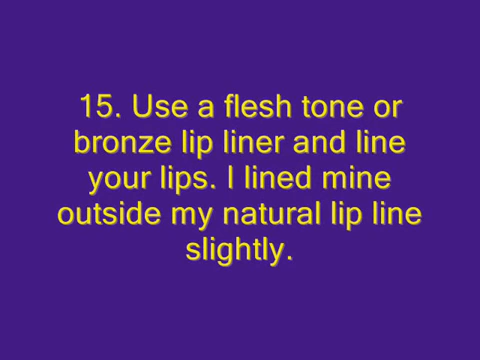 15. Use a flesh tone or
bronze lip liner and line
your lips. I lined mine
outside my natural lip line
slightly.